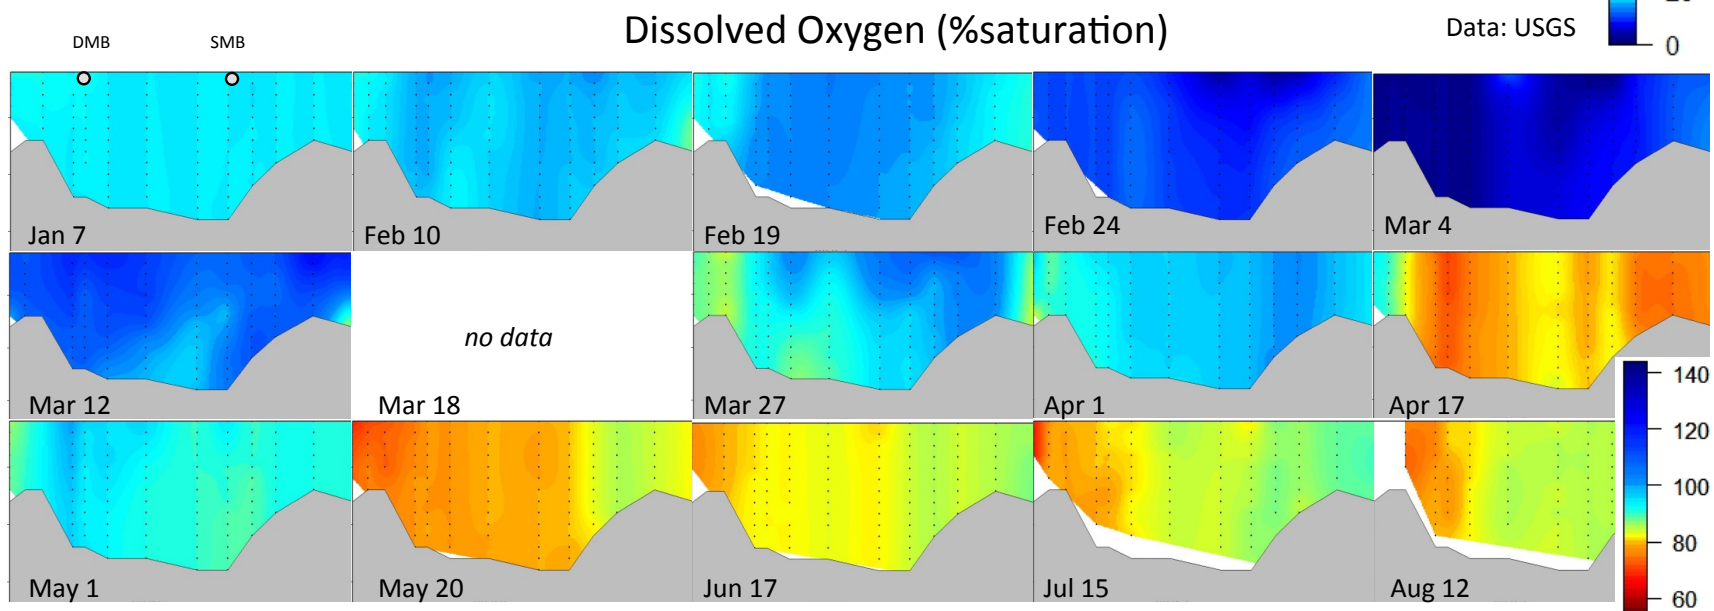 Dissolved Oxygen (%saturation)
Data: USGS
0
DMB
SMB
Jan 7
Feb 10
Feb 19
Feb 24
Mar 4
Mar 12
no data
Mar 18
Mar 27
Apr 1
Apr 17
140
120
100
80
60
May 1
May 20
Jun 17
Jul 15
Aug 12